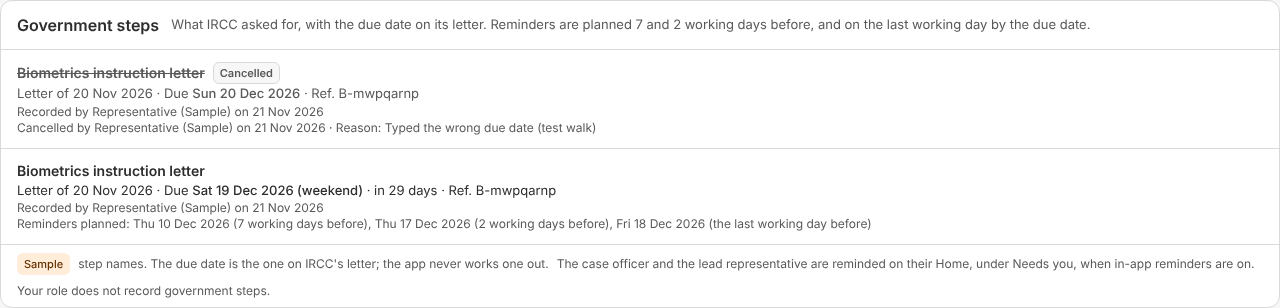 Government steps What IRCC asked for, with the due date on its letter. Reminders are planned 7 and 2 working days before, and on the last working day by the due date.
Biometrics instruction letter Cancelled
Letter of 20 Nov 2026 · Due Sun 20 Dec 2026 · Ref. B-mwpqarnp
Recorded by Representative (Sample) on 21 Nov 2026
Cancelled by Representative (Sample) on 21 Nov 2026 · Reason: Typed the wrong due date (test walk)
Biometrics instruction letter
Letter of 20 Nov 2026 · Due Sat 19 Dec 2026 (weekend) · in 29 days · Ref. B-mwpqarnp
Recorded by Representative (Sample) on 21 Nov 2026
Reminders planned: Thu 10 Dec 2026 (7 working days before), Thu 17 Dec 2026 (2 working days before), Fri 18 Dec 2026 (the last working day before)
Sample step names. The due date is the one on IRCC's letter; the app never works one out. The case officer and the lead representative are reminded on their Home, under Needs you, when in-app reminders are on.
Your role does not record government steps.